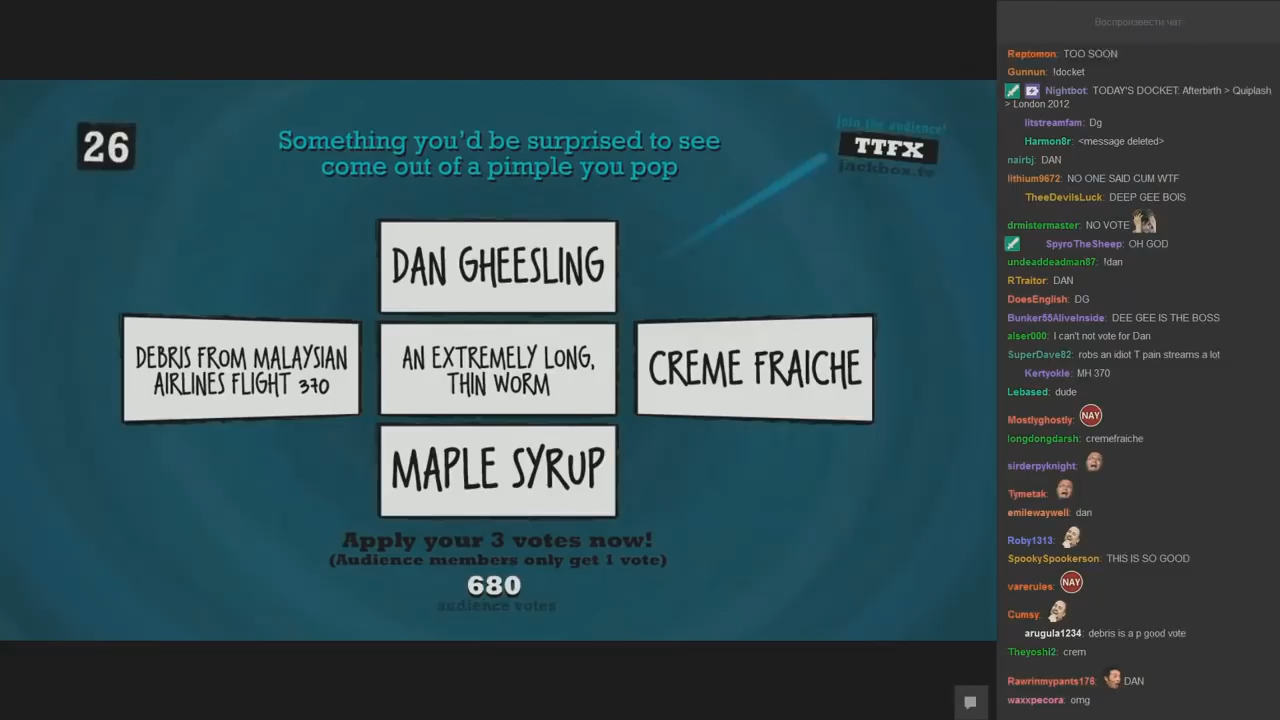 26
Something you'd be surprised to see
come out of a pimple you pop
join the audience!
TTFX
jackbox.tv
DAN GHEESLING
DEBRIS FROM MALAYSIAN
AIRLINES FLIGHT 370
AN EXTREMELY LONG,
THIN WORM
CREME FRAICHE
MAPLE SYRUP
Apply your 3 votes now!
(Audience members only get 1 vote)
680
audience votes
Воспроизвести чат
Reptomon: TOO SOON
Gunnun: !docket
Nightbot: TODAY'S DOCKET: Afterbirth > Quiplash
> London 2012
litstreamfam: Dg
Harmon8r: <message deleted>
nairbj: DAN
lithium9672: NO ONE SAID CUM WTF
TheeDevilsLuck: DEEP GEE BOIS
drmistermaster: NO VOTE
SpyroTheSheep: OH GOD
undeaddeadman87: !dan
RTraitor: DAN
DoesEnglish: DG
Bunker55AliveInside: DEE GEE IS THE BOSS
alser000: I can't not vote for Dan
SuperDave82: robs an idiot T pain streams a lot
Kertyokle: MH 370
Lebased: dude
Mostlyghostly: NAY
longdongdarsh: cremefraiche
sirderpyknight:
Tymetak:
emilewaywell: dan
Roby1313:
SpookySpookerson: THIS IS SO GOOD
varerules: NAY
Cumsy:
arugula1234: debris is a p good vote
Theyoshi2: crem
Rawrinmypants178: DAN
waxxpecora: omg